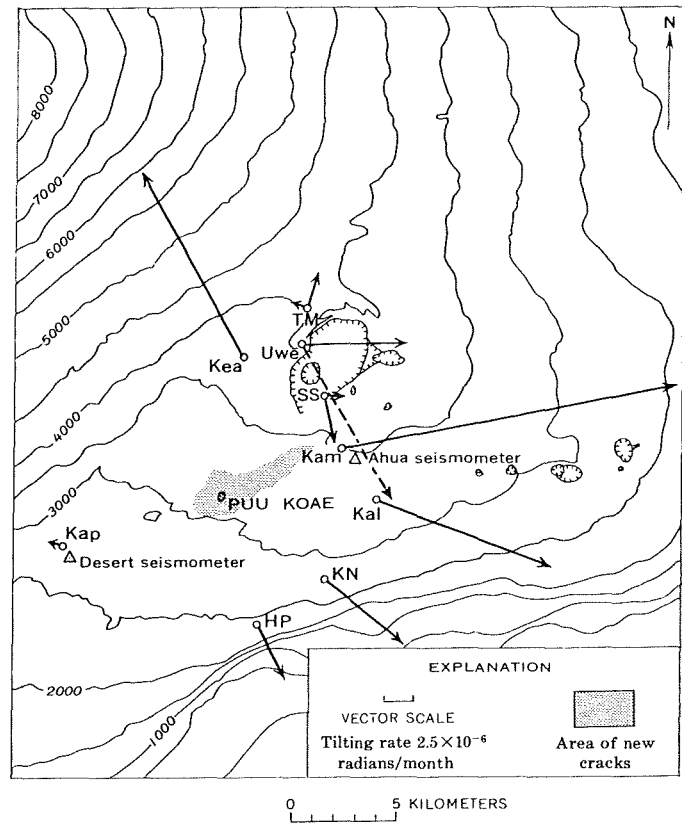 N
8000
7000
6000
5000
4000
3000
2000
1000
TM
Uwe
Kea
SS
Kam
Ahua seismometer
PUU KOAE
Kal
Kap
Desert seismometer
KN
HP
EXPLANATION
VECTOR SCALE
Tilting rate 2.5×10⁻⁶
radians/month
Area of new
cracks
0 5 KILOMETERS